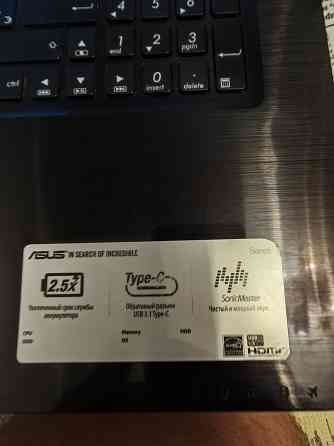 4 5 6
1 end 2 3 pgdn
ctrl 0 insert . delete
ASUS IN SEARCH OF INCREDIBLE
2.5x
Type-C
SonicMaster
Увеличенный срок службы
аккумулятора
Обратимый разъем
USB 3.1 Type-C
Чистый и мощный звук
CPU Memory HDD
OS
HDMI